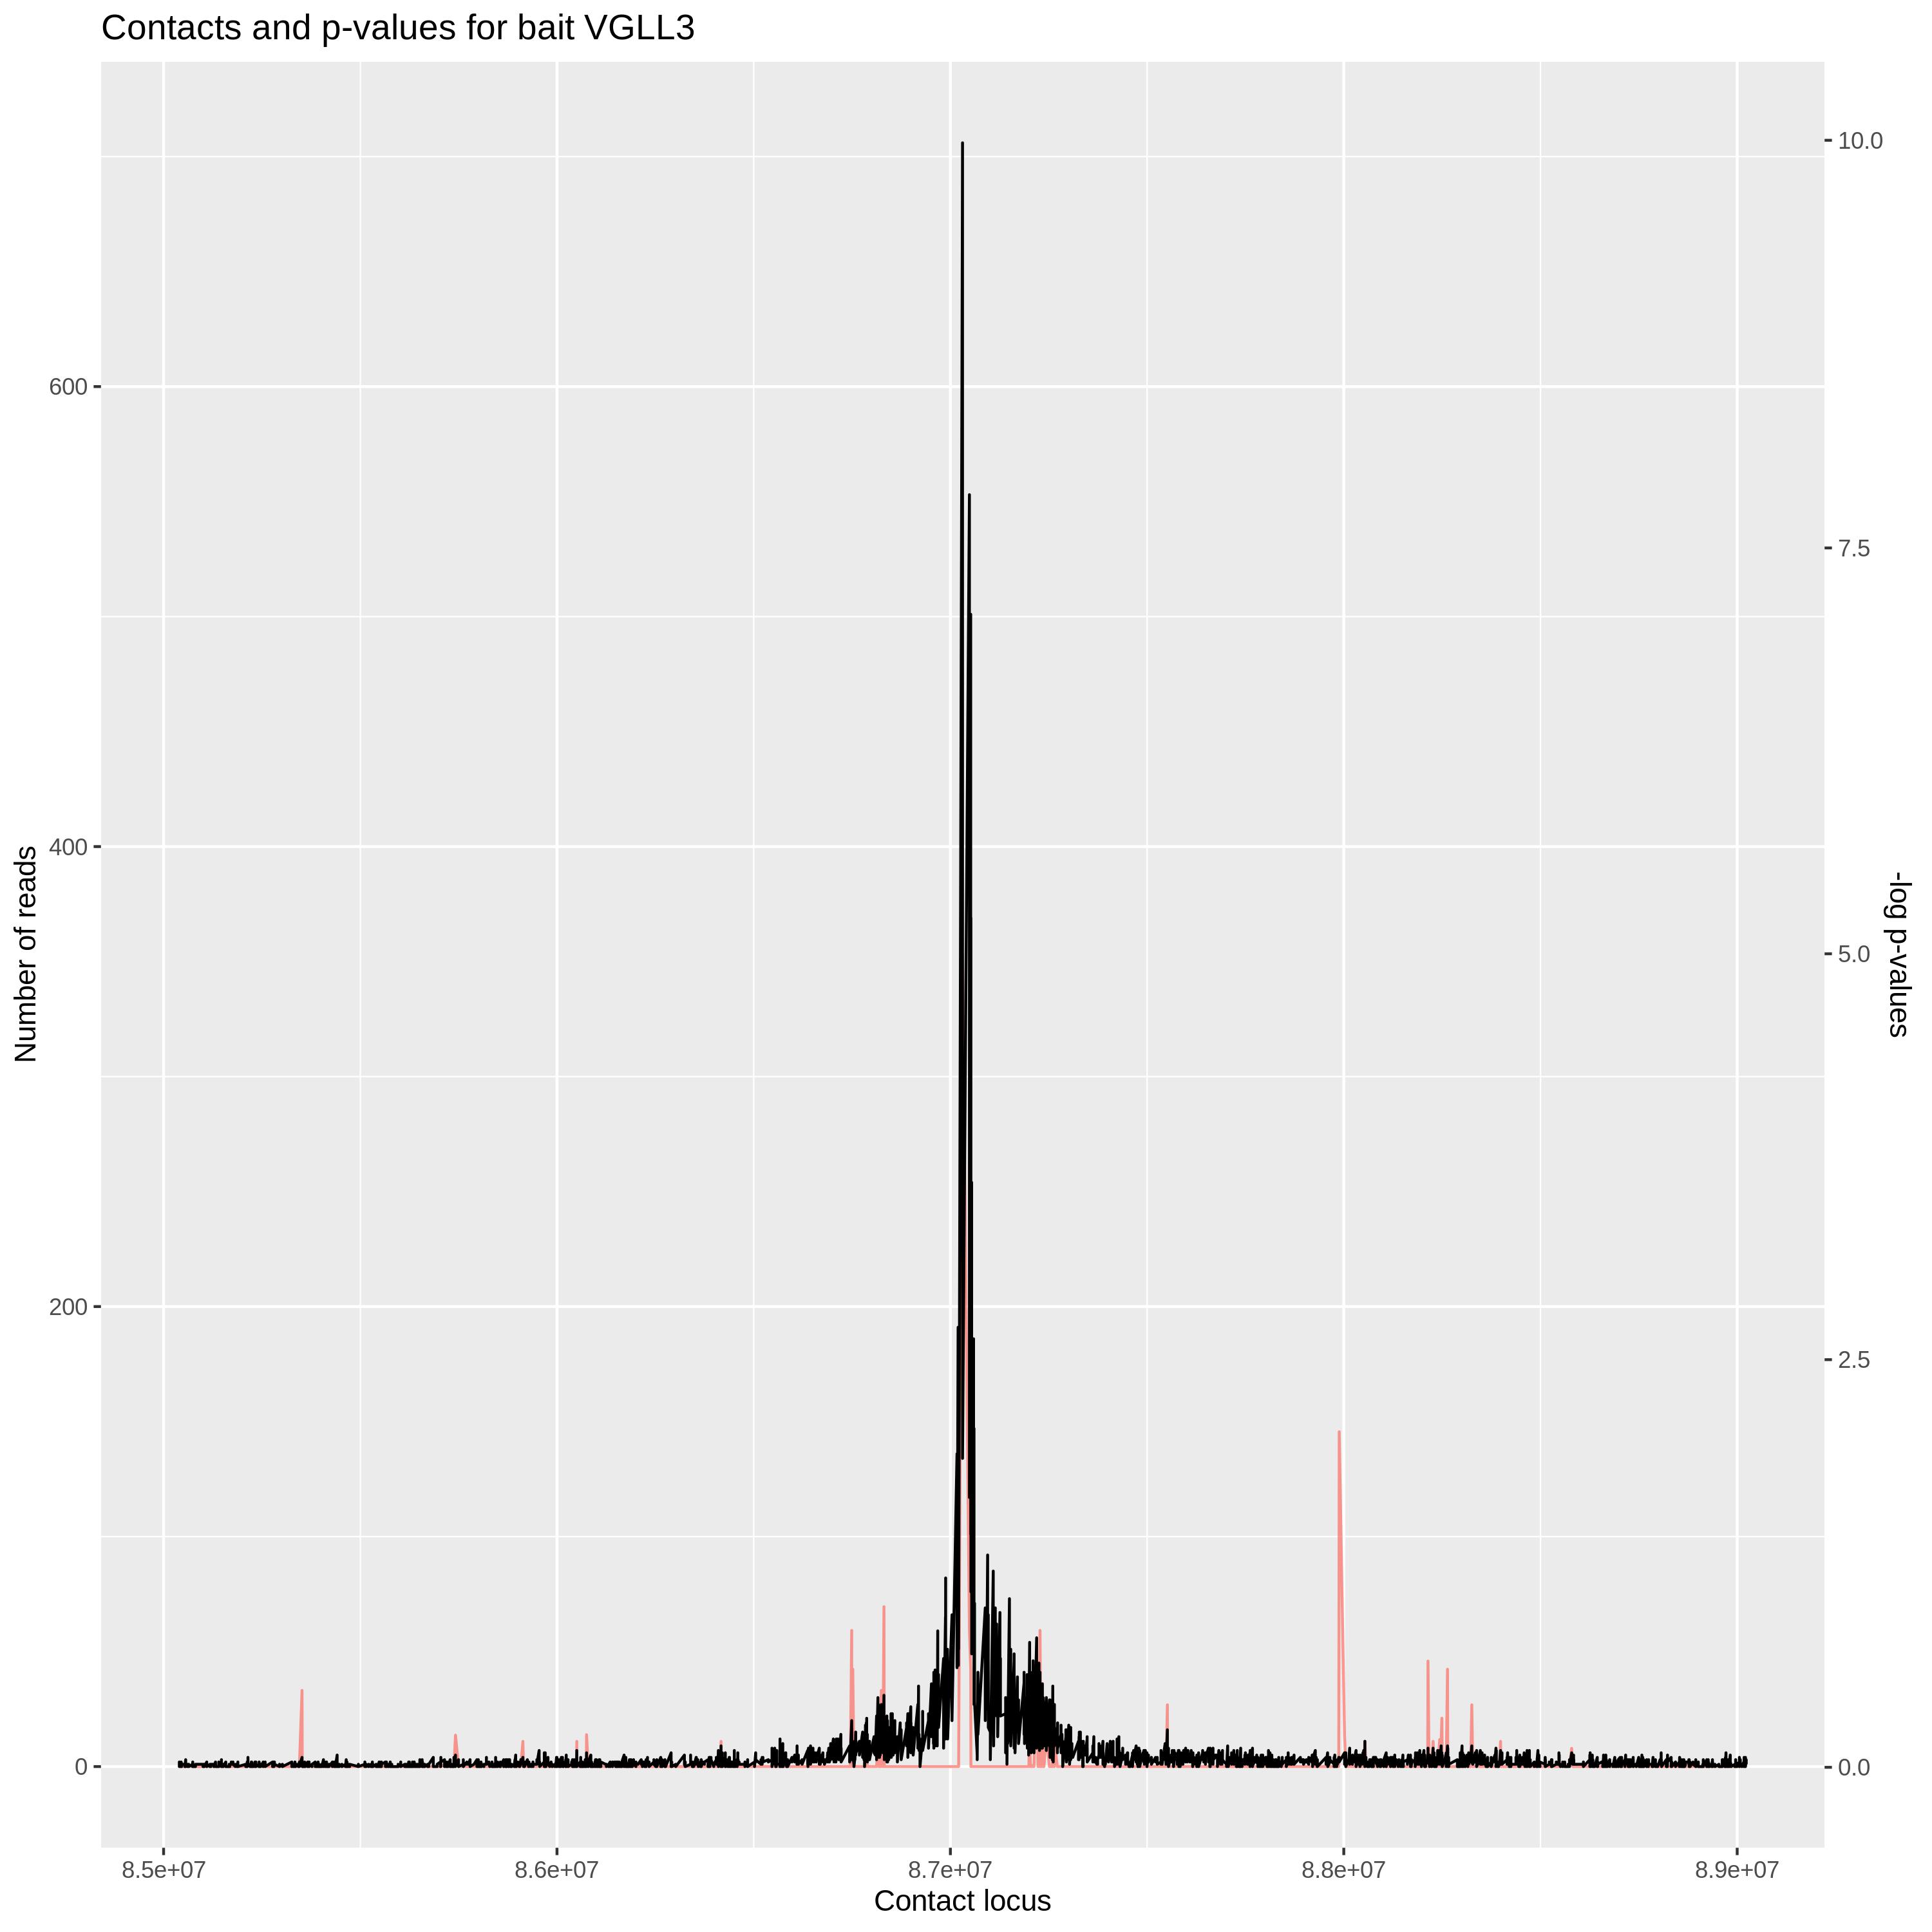 Contacts and p-values for bait VGLL3
10.0
600
7.5
400
5.0
Number of reads
-log p-values
200
2.5
0
0.0
8.5e+07 8.6e+07 8.7e+07 8.8e+07 8.9e+07
Contact locus